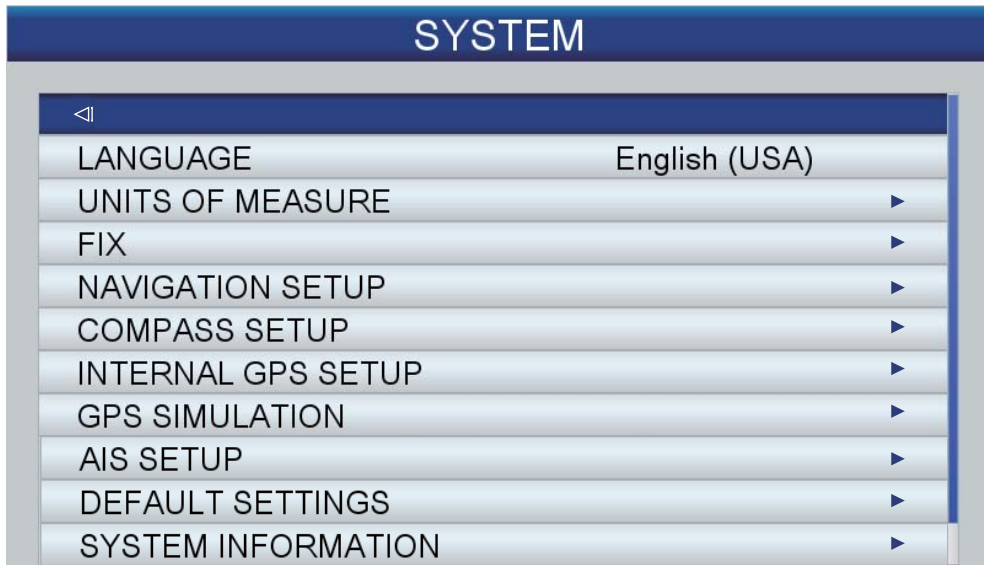 SYSTEM
LANGUAGE English (USA)
UNITS OF MEASURE
FIX
NAVIGATION SETUP
COMPASS SETUP
INTERNAL GPS SETUP
GPS SIMULATION
AIS SETUP
DEFAULT SETTINGS
SYSTEM INFORMATION